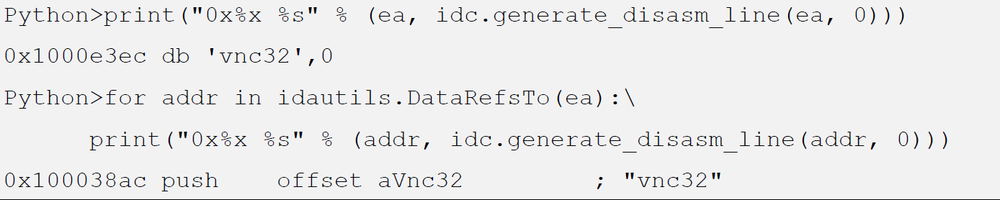 Python>print("0x%x %s" % (ea, idc.generate_disasm_line(ea, 0)))
0x1000e3ec db 'vnc32',0
Python>for addr in idautils.DataRefsTo(ea):\
      print("0x%x %s" % (addr, idc.generate_disasm_line(addr, 0)))
0x100038ac push    offset aVnc32         ; "vnc32"